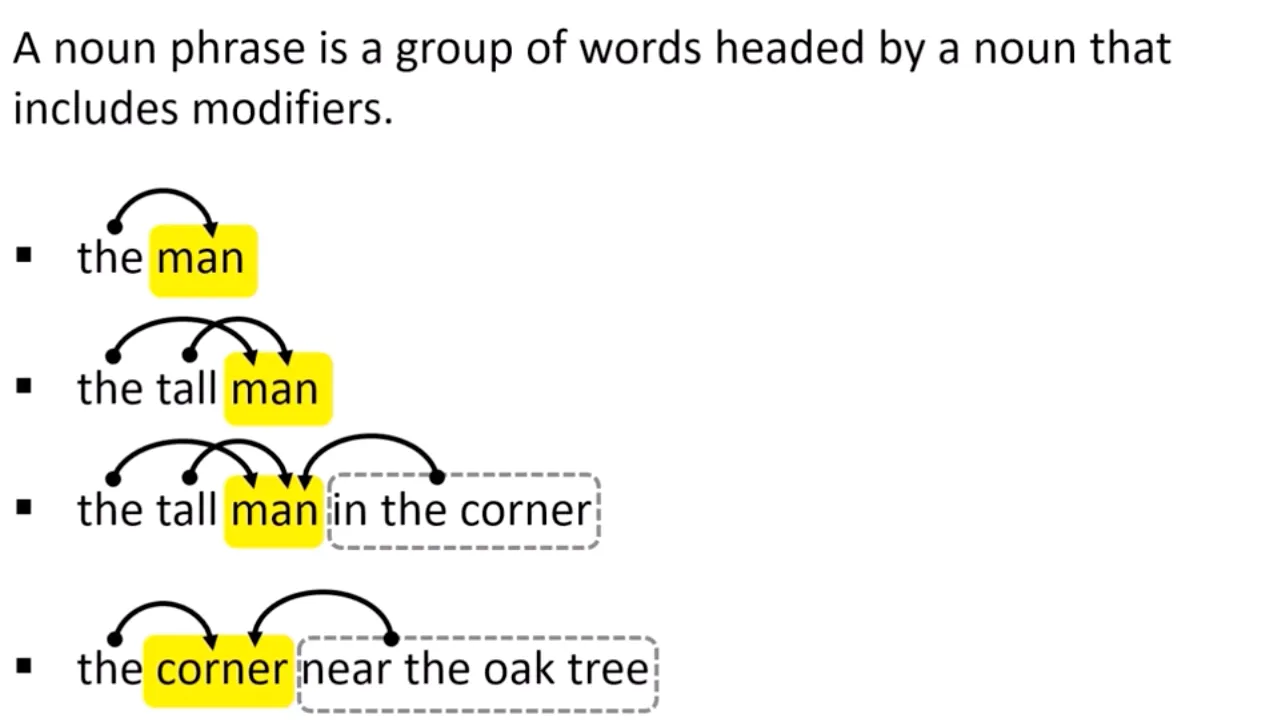 A noun phrase is a group of words headed by a noun that
includes modifiers.
▪ the man
▪ the tall man
▪ the tall man in the corner
▪ the corner near the oak tree